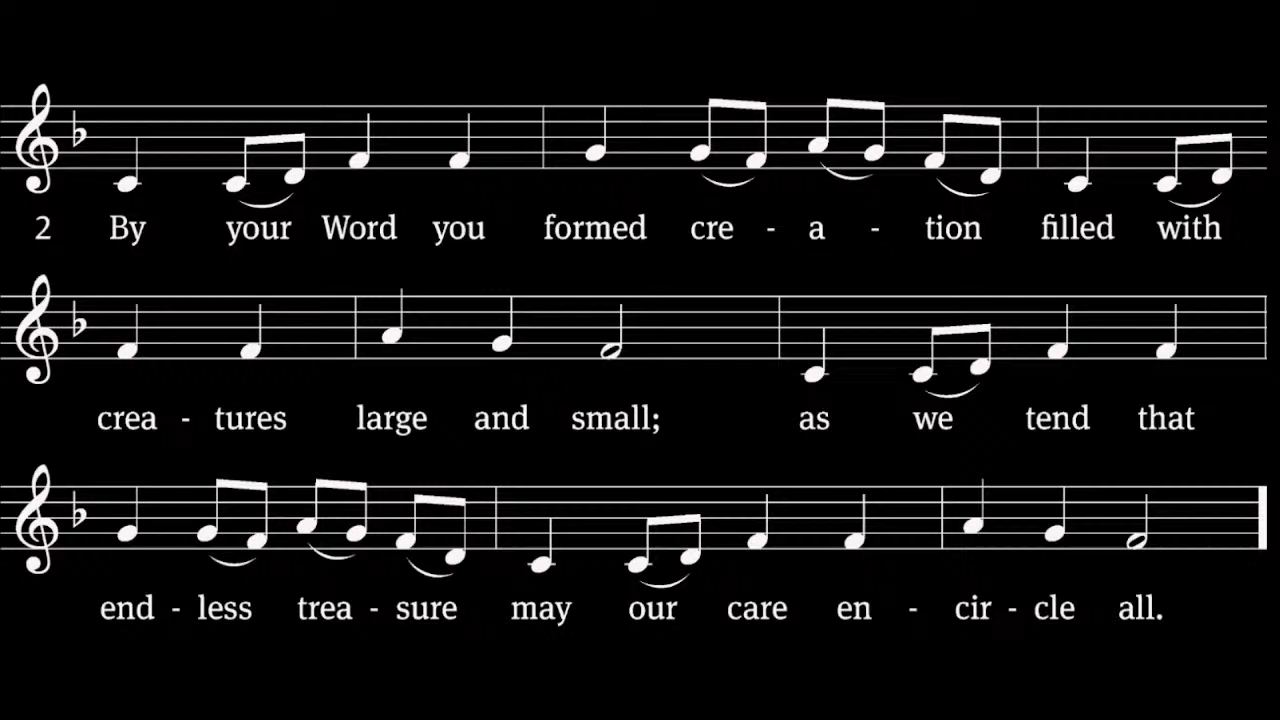 2 By your Word you formed cre - a - tion filled with
crea - tures large and small; as we tend that
end - less trea - sure may our care en - cir - cle all.